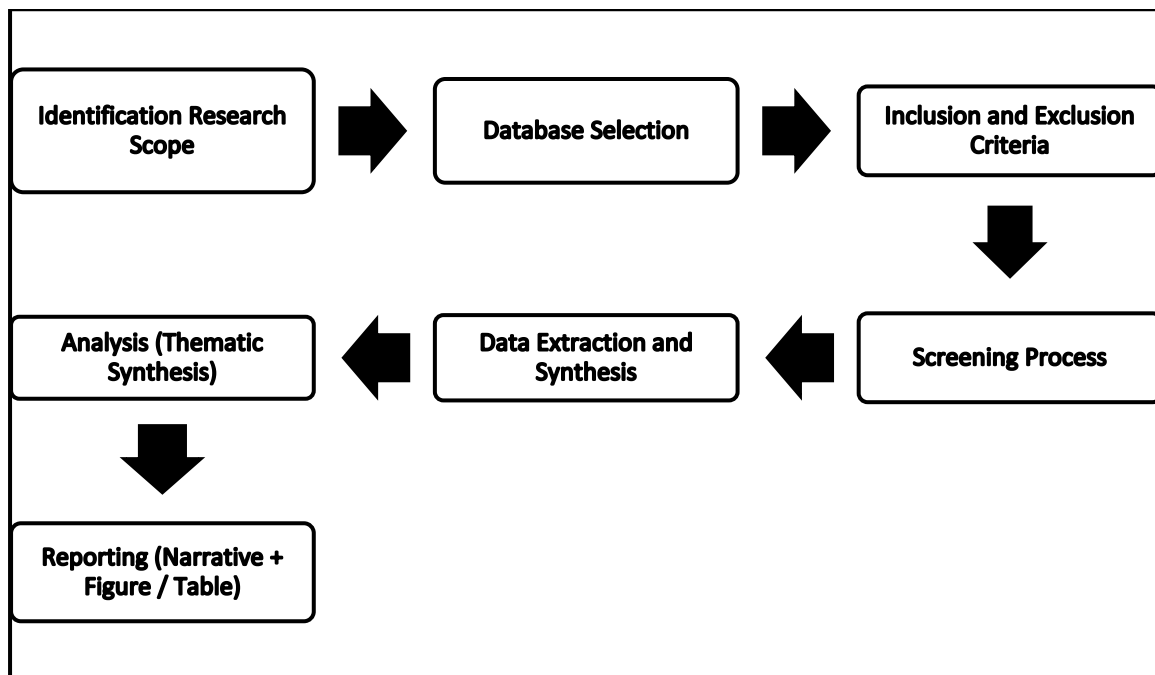 Identification Research
Scope
Database Selection
Inclusion and Exclusion
Criteria
Screening Process
Data Extraction and
Synthesis
Analysis (Thematic
Synthesis)
Reporting (Narrative +
Figure / Table)